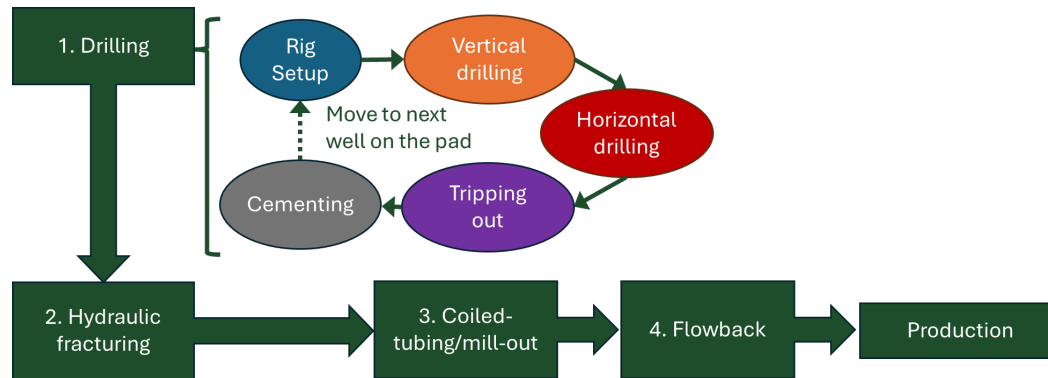 1. Drilling
Rig
Setup
Vertical
drilling
Horizontal
drilling
Move to next
well on the pad
Cementing
Tripping
out
2. Hydraulic
fracturing
3. Coiled-
tubing/mill-out
4. Flowback
Production